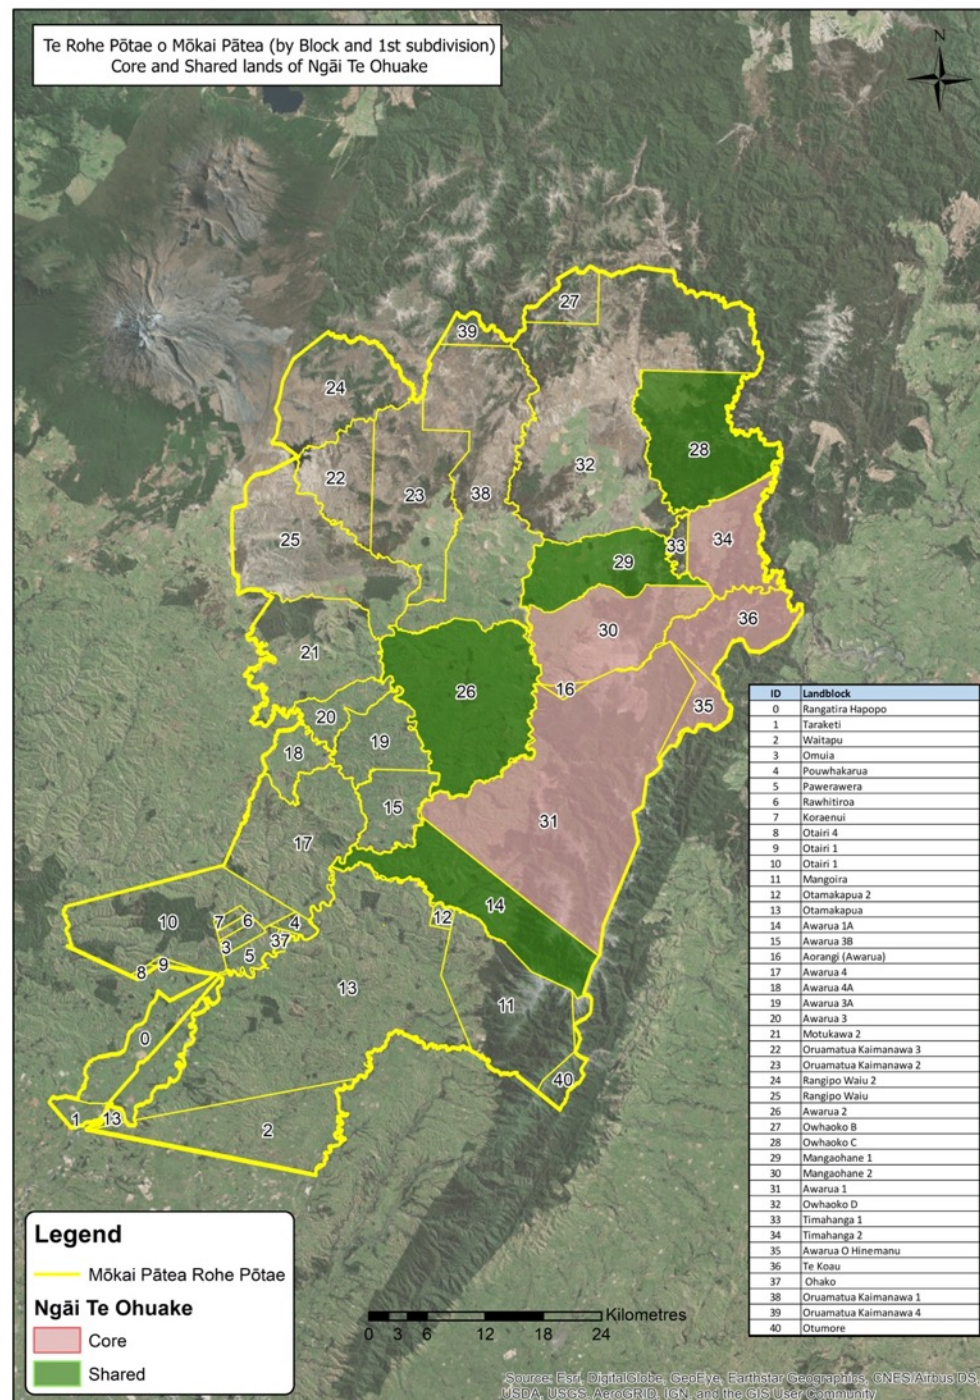 Te Rohe Pōtae o Mōkai Pātea (by Block and 1st subdivision)
Core and Shared lands of Ngāi Te Ohuake
N
27
39
24
28
32
22
23
38
25
33
34
29
36
30
21
16
26
35
20
19
18
15
31
17
14
10
7
6
4
12
3
37
5
9
8
13
11
0
40
1
13
2
ID Landblock
0 Rangatira Hapopo
1 Taraketi
2 Waitapu
3 Omuia
4 Pouwhakarua
5 Pawerawera
6 Rawhitiroa
7 Koraenui
8 Otairi 4
9 Otairi 1
10 Otairi 1
11 Mangoira
12 Otamakapua 2
13 Otamakapua
14 Awarua 1A
15 Awarua 3B
16 Aorangi (Awarua)
17 Awarua 4
18 Awarua 4A
19 Awarua 3A
20 Awarua 3
21 Motukawa 2
22 Oruamatua Kaimanawa 3
23 Oruamatua Kaimanawa 2
24 Rangipo Waiu 2
25 Rangipo Waiu
26 Awarua 2
27 Owhaoko B
28 Owhaoko C
29 Mangaohane 1
30 Mangaohane 2
31 Awarua 1
32 Owhaoko D
33 Timahanga 1
34 Timahanga 2
35 Awarua O Hinemanu
36 Te Koau
37 Ohako
38 Oruamatua Kaimanawa 1
39 Oruamatua Kaimanawa 4
40 Otumore
Legend
Mōkai Pātea Rohe Pōtae
Ngāi Te Ohuake
Core
Shared
Kilometres
0 3 6 12 18 24
Source: Esri, DigitalGlobe, GeoEye, Earthstar Geographics, CNES/Airbus DS,
USDA, USGS, AeroGRID, IGN, and the GIS User Community